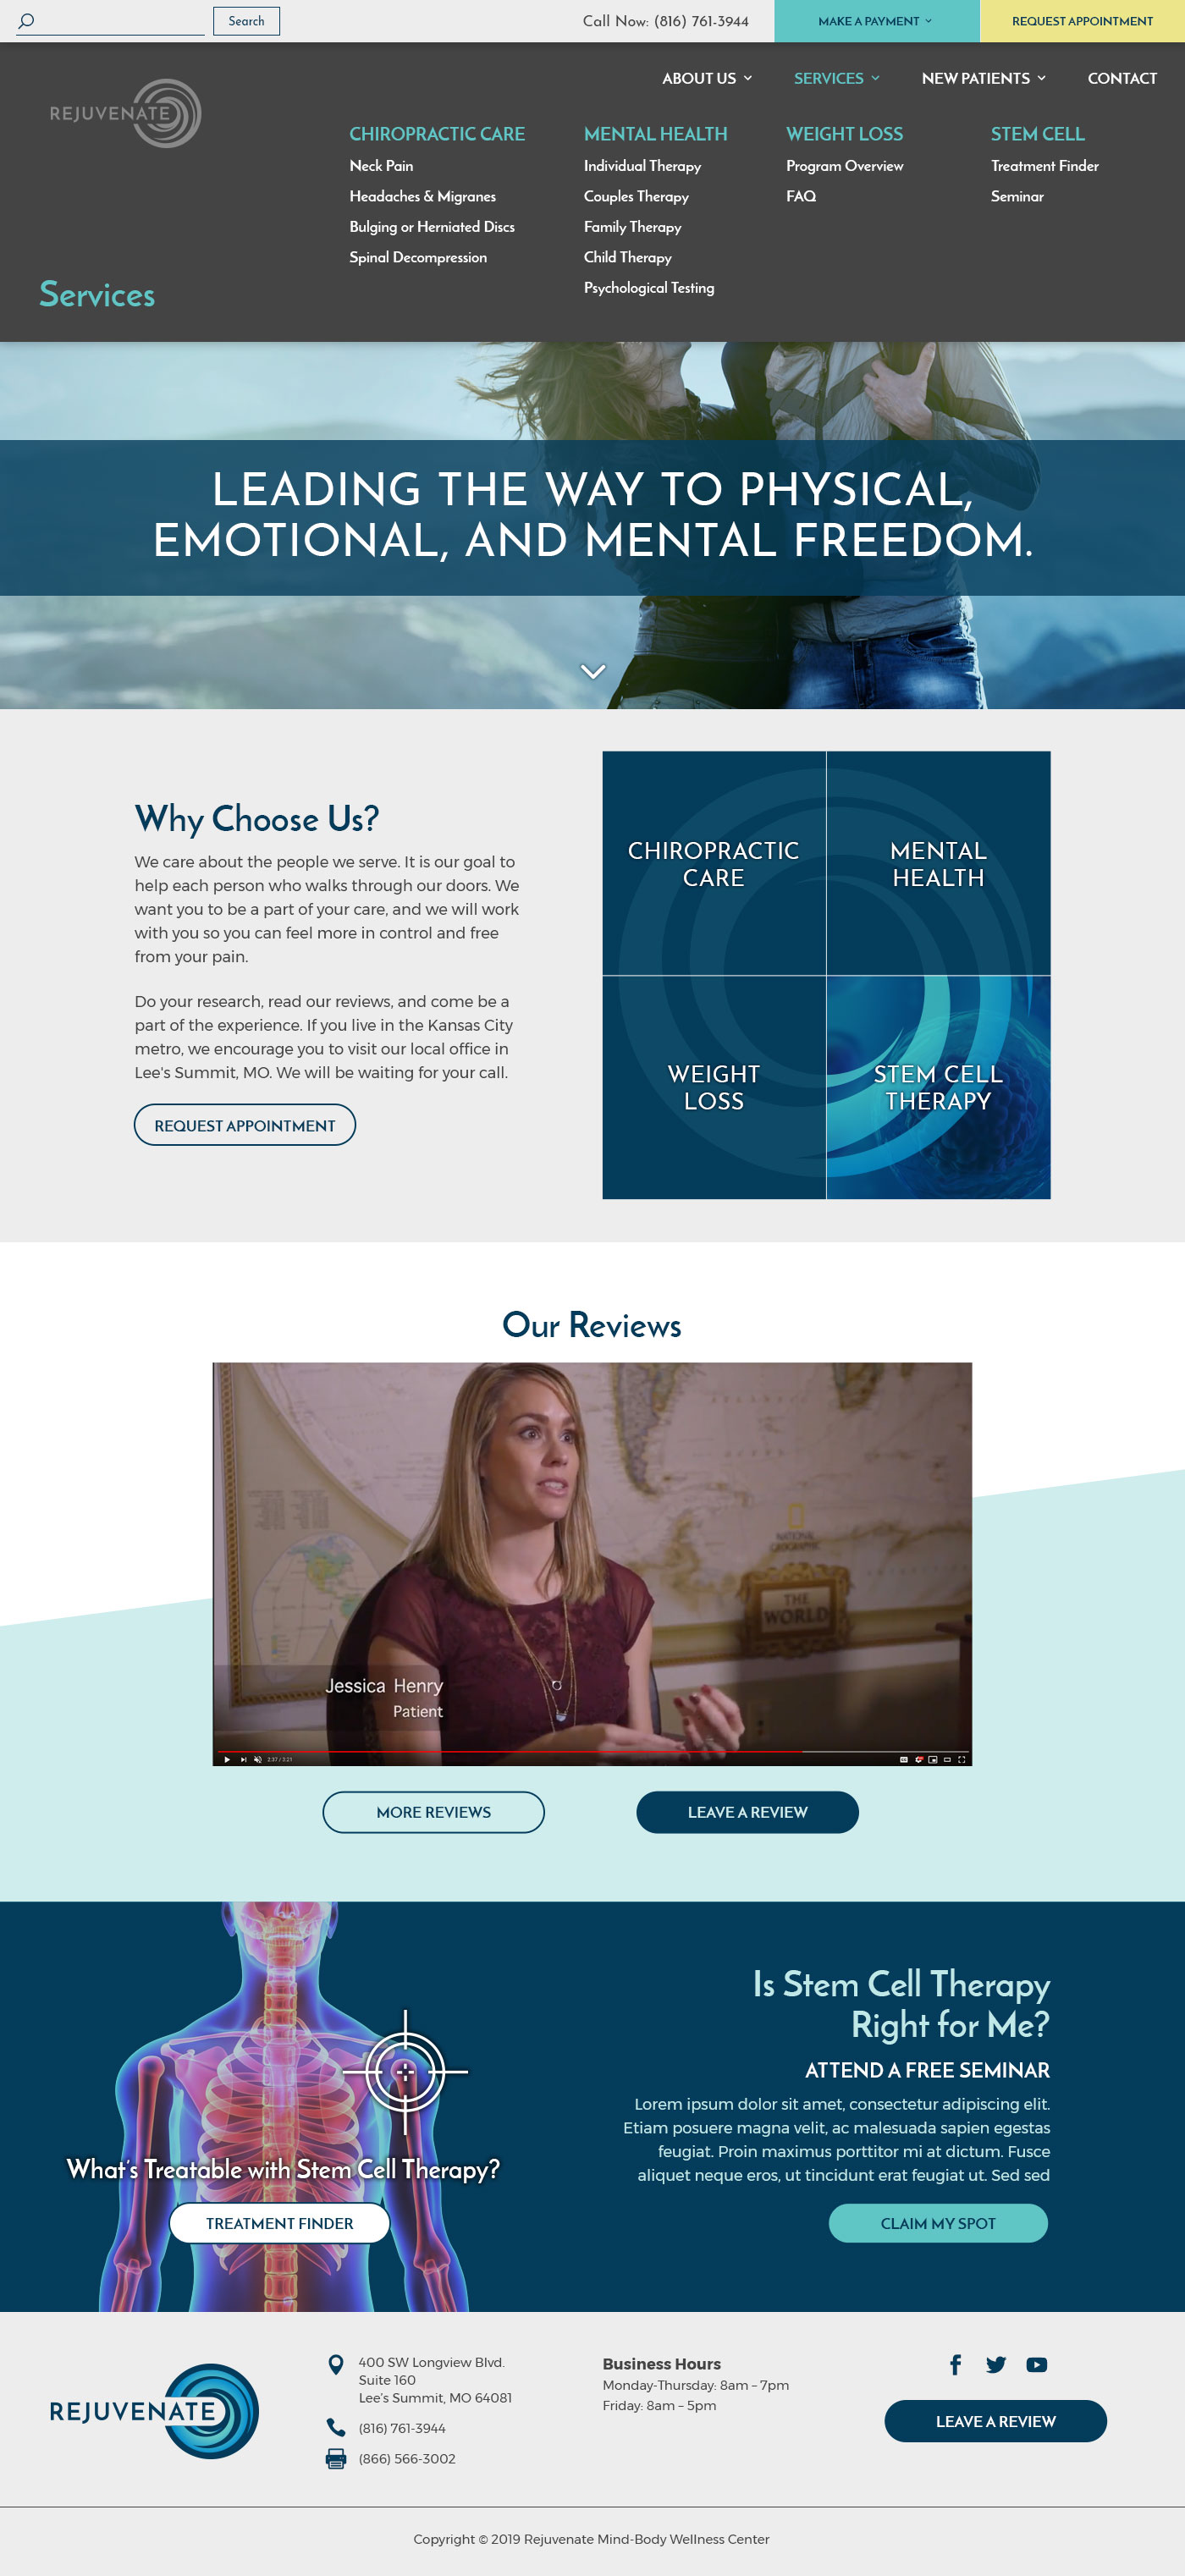 Search
Call Now: (816) 761-3944
MAKE A PAYMENT
REQUEST APPOINTMENT
REJUVENATE
ABOUT US
SERVICES
NEW PATIENTS
CONTACT
Services
CHIROPRACTIC CARE
Neck Pain
Headaches & Migranes
Bulging or Herniated Discs
Spinal Decompression
MENTAL HEALTH
Individual Therapy
Couples Therapy
Family Therapy
Child Therapy
Psychological Testing
WEIGHT LOSS
Program Overview
FAQ
STEM CELL
Treatment Finder
Seminar
LEADING THE WAY TO PHYSICAL,
EMOTIONAL, AND MENTAL FREEDOM.
Why Choose Us?
We care about the people we serve. It is our goal to
help each person who walks through our doors. We
want you to be a part of your care, and we will work
with you so you can feel more in control and free
from your pain.
Do your research, read our reviews, and come be a
part of the experience. If you live in the Kansas City
metro, we encourage you to visit our local office in
Lee's Summit, MO. We will be waiting for your call.
REQUEST APPOINTMENT
CHIROPRACTIC
CARE
MENTAL
HEALTH
WEIGHT
LOSS
STEM CELL
THERAPY
Our Reviews
NATIONAL
GEOGRAPHIC
THE
WORLD
Jessica Henry
Patient
2:37 / 3:21
MORE REVIEWS
LEAVE A REVIEW
What's Treatable with Stem Cell Therapy?
TREATMENT FINDER
Is Stem Cell Therapy
Right for Me?
ATTEND A FREE SEMINAR
Lorem ipsum dolor sit amet, consectetur adipiscing elit.
Etiam posuere magna velit, ac malesuada sapien egestas
feugiat. Proin maximus porttitor mi at dictum. Fusce
aliquet neque eros, ut tincidunt erat feugiat ut. Sed sed
CLAIM MY SPOT
REJUVENATE
400 SW Longview Blvd.
Suite 160
Lee's Summit, MO 64081
(816) 761-3944
(866) 566-3002
Business Hours
Monday-Thursday: 8am – 7pm
Friday: 8am – 5pm
LEAVE A REVIEW
Copyright © 2019 Rejuvenate Mind-Body Wellness Center